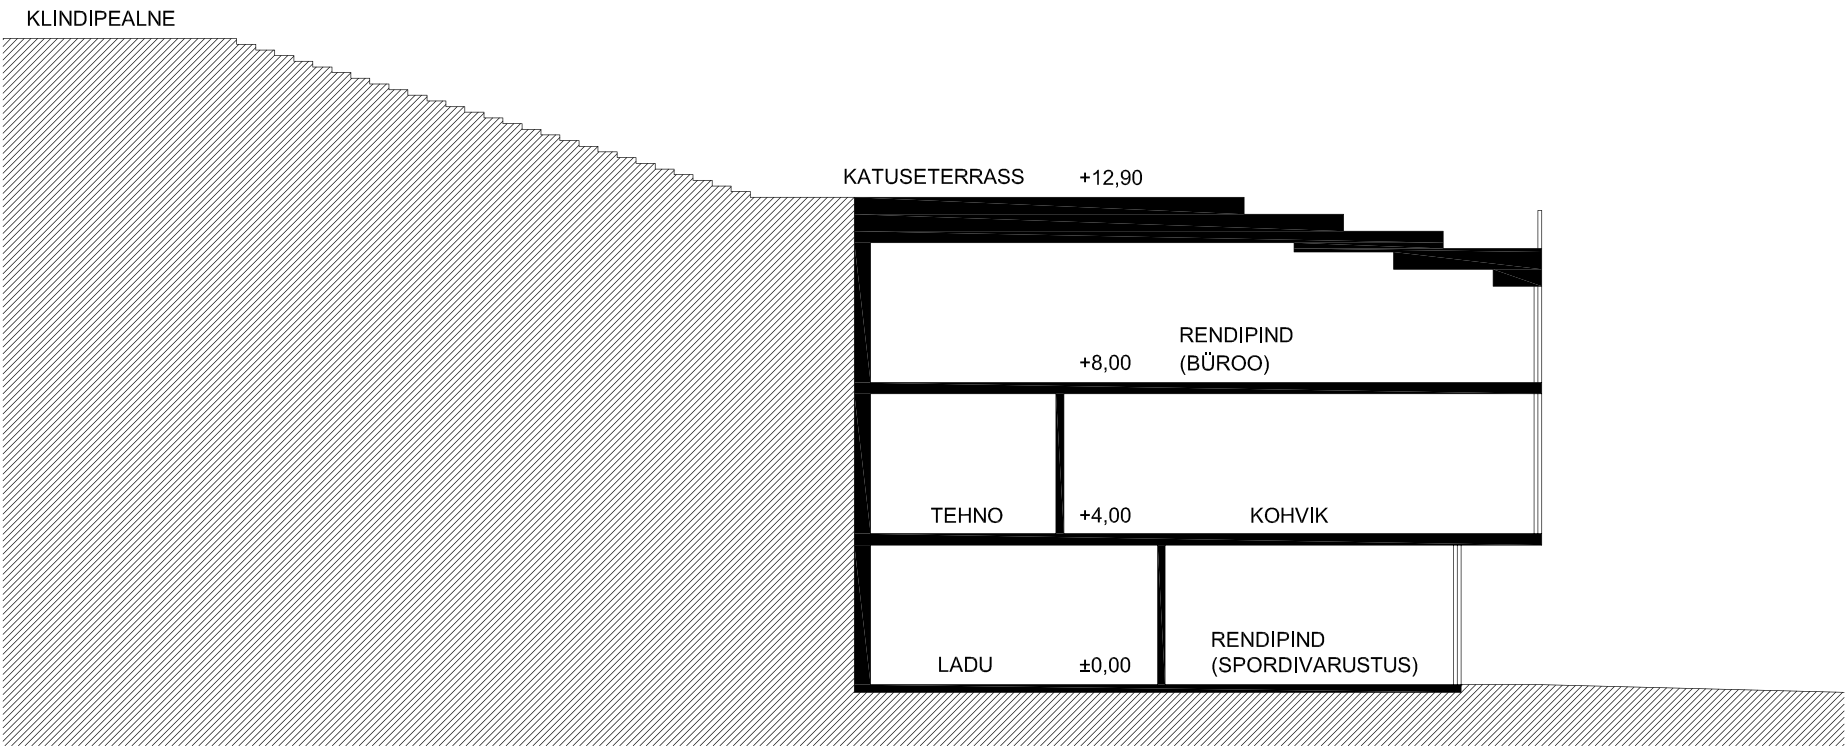 KLINDIPEALNE
KATUSETERRASS +12,90
RENDIPIND
+8,00 (BÜROO)
TEHNO +4,00 KOHVIK
RENDIPIND
LADU ±0,00 (SPORDIVARUSTUS)